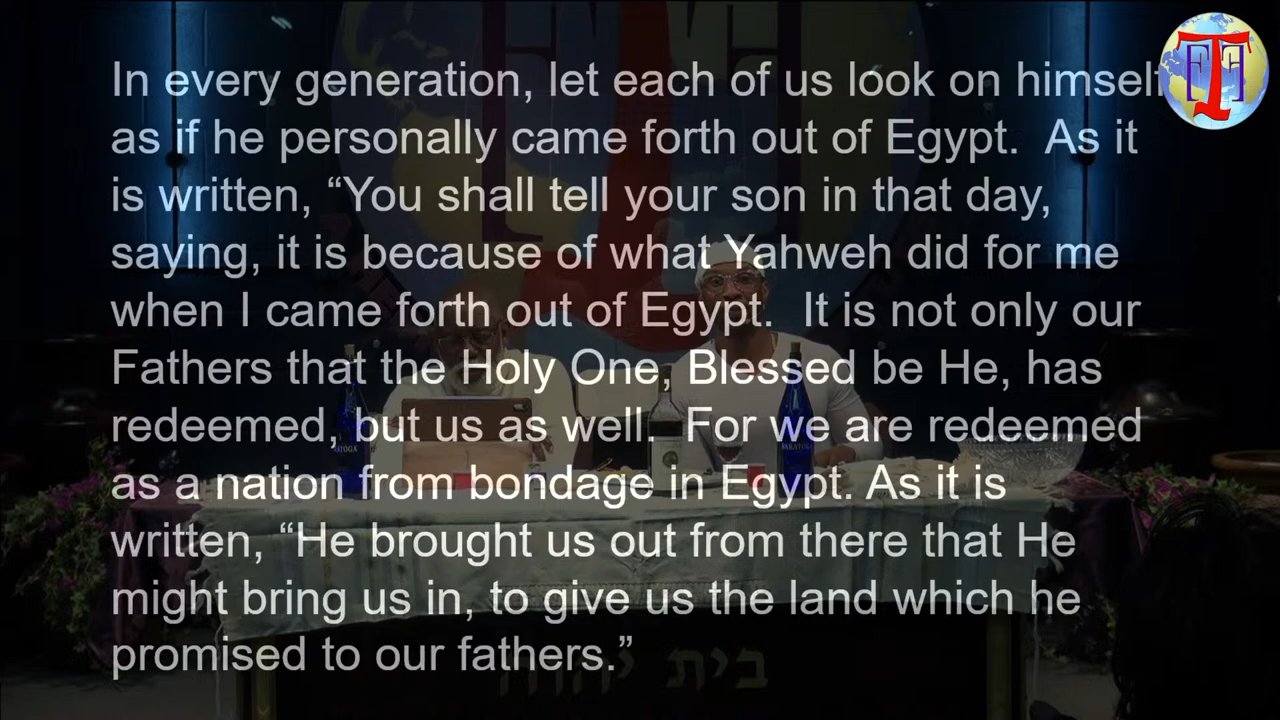 In every generation, let each of us look on himself
as if he personally came forth out of Egypt.  As it
is written, “You shall tell your son in that day,
saying, it is because of what Yahweh did for me
when I came forth out of Egypt.  It is not only our
Fathers that the Holy One, Blessed be He, has
redeemed, but us as well.  For we are redeemed
as a nation from bondage in Egypt. As it is
written, “He brought us out from there that He
might bring us in, to give us the land which he
promised to our fathers.”
בית יהוה